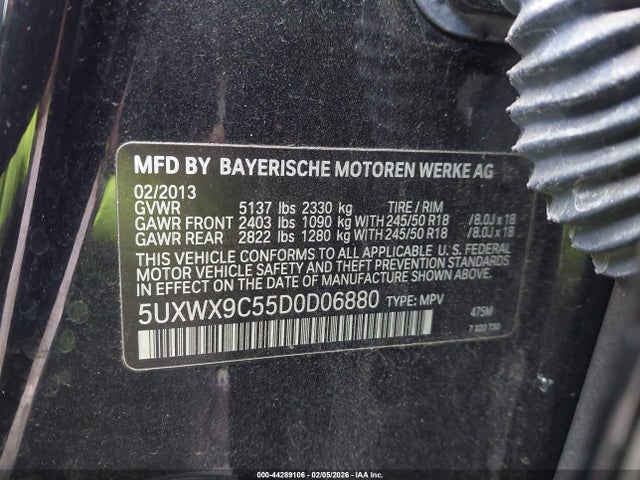 MFD BY BAYERISCHE MOTOREN WERKE AG
02/2013
GVWR 5137 lbs 2330 kg TIRE / RIM
GAWR FRONT 2403 lbs 1090 kg WITH 245/50 R18 / 8.0J x 18
GAWR REAR 2822 lbs 1280 kg WITH 245/50 R18 / 8.0J x 18
THIS VEHICLE CONFORMS TO ALL APPLICABLE U. S. FEDERAL
MOTOR VEHICLE SAFETY AND THEFT PREVENTION STANDARDS
IN EFFECT ON THE DATE OF MANUFACTURE SHOWN ABOVE.
5UXWX9C55D0D06880 TYPE: MPV 475M
7 320 730
000-44289106 - 02/05/2026 - IAA Inc.